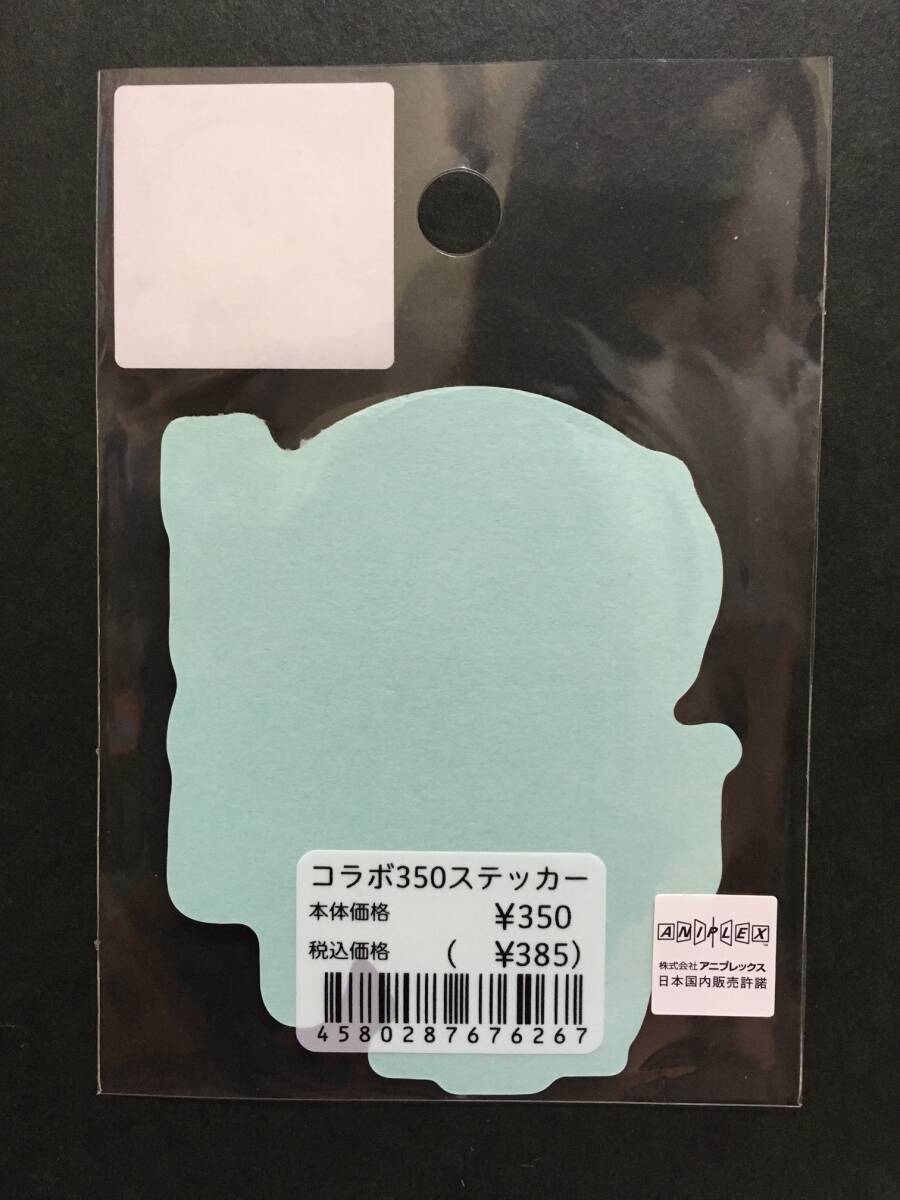 コラボ350ステッカー
本体価格 ¥350
税込価格 ( ¥385)
4580287676267
ANIPLEX™
株式会社 アニプレックス
日本国内販売許諾